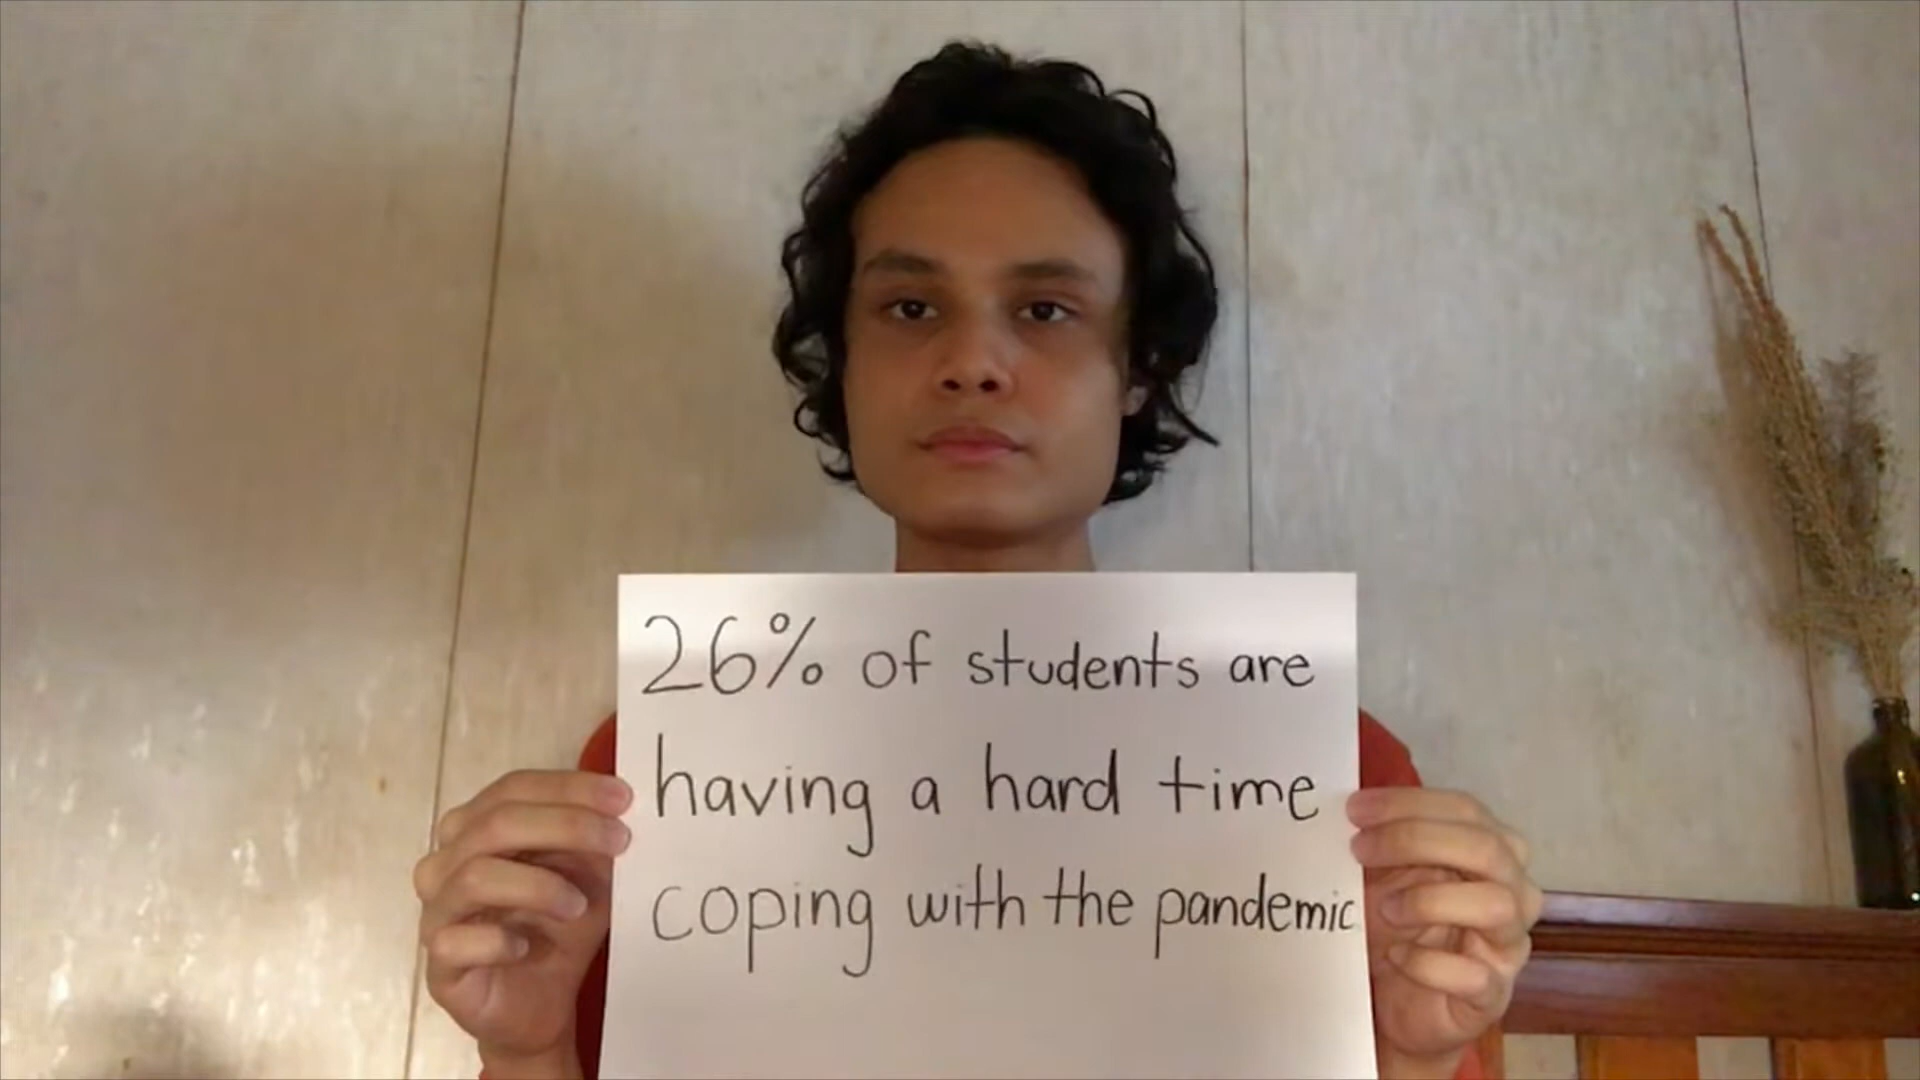 26% of students are
having a hard time
coping with the pandemic